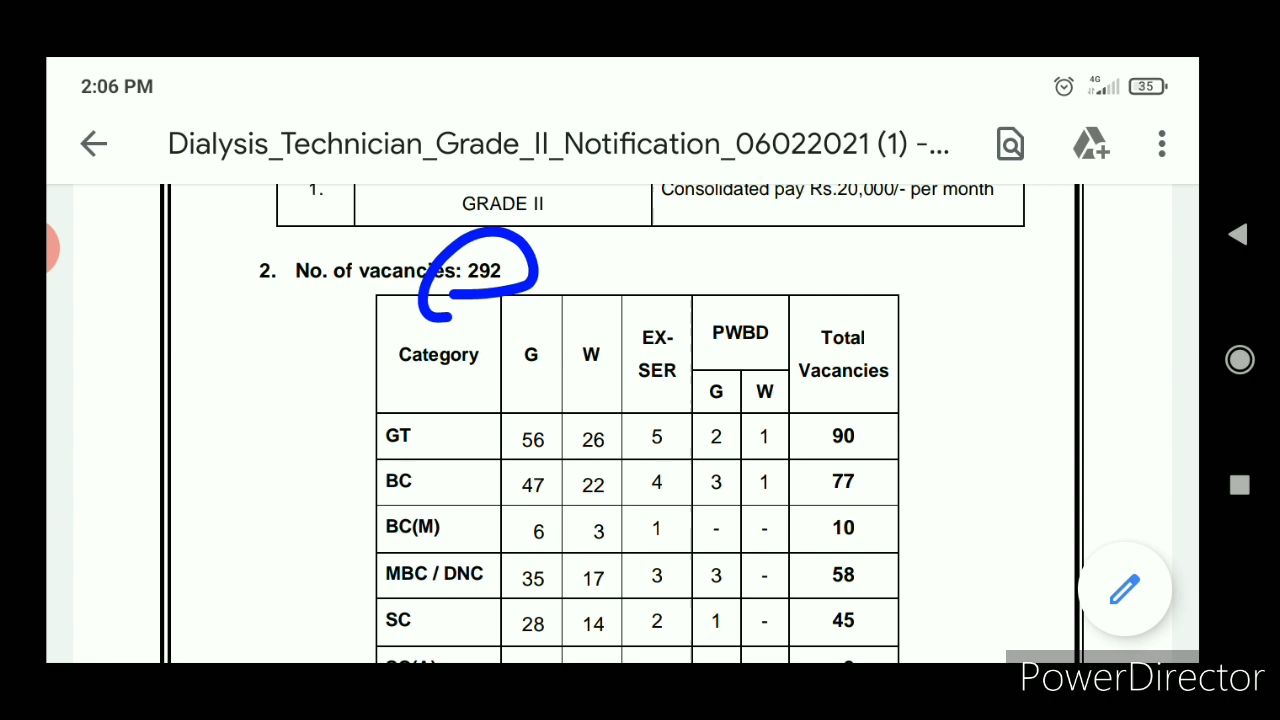 2:06 PM
4G
35
Dialysis_Technician_Grade_II_Notification_06022021 (1) -...
1. GRADE II Consolidated pay Rs.20,000/- per month
2. No. of vacancies: 292
Category G W EX-SER PWBD Total Vacancies
G W
GT 56 26 5 2 1 90
BC 47 22 4 3 1 77
BC(M) 6 3 1 - - 10
MBC / DNC 35 17 3 3 - 58
SC 28 14 2 1 - 45
PowerDirector